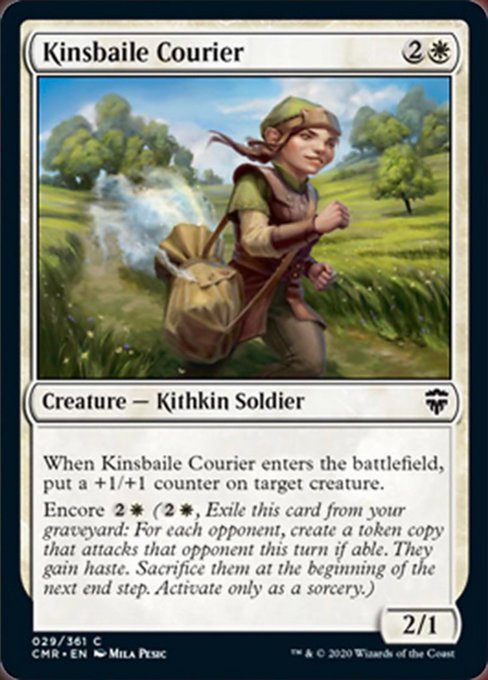 Kinsbaile Courier 2
Creature — Kithkin Soldier
When Kinsbaile Courier enters the battlefield,
put a +1/+1 counter on target creature.
Encore 2 (2, Exile this card from your
graveyard: For each opponent, create a token copy
that attacks that opponent this turn if able. They
gain haste. Sacrifice them at the beginning of the
next end step. Activate only as a sorcery.)
2/1
029/361 C
CMR • EN Mila Pesic
™ & © 2020 Wizards of the Coast